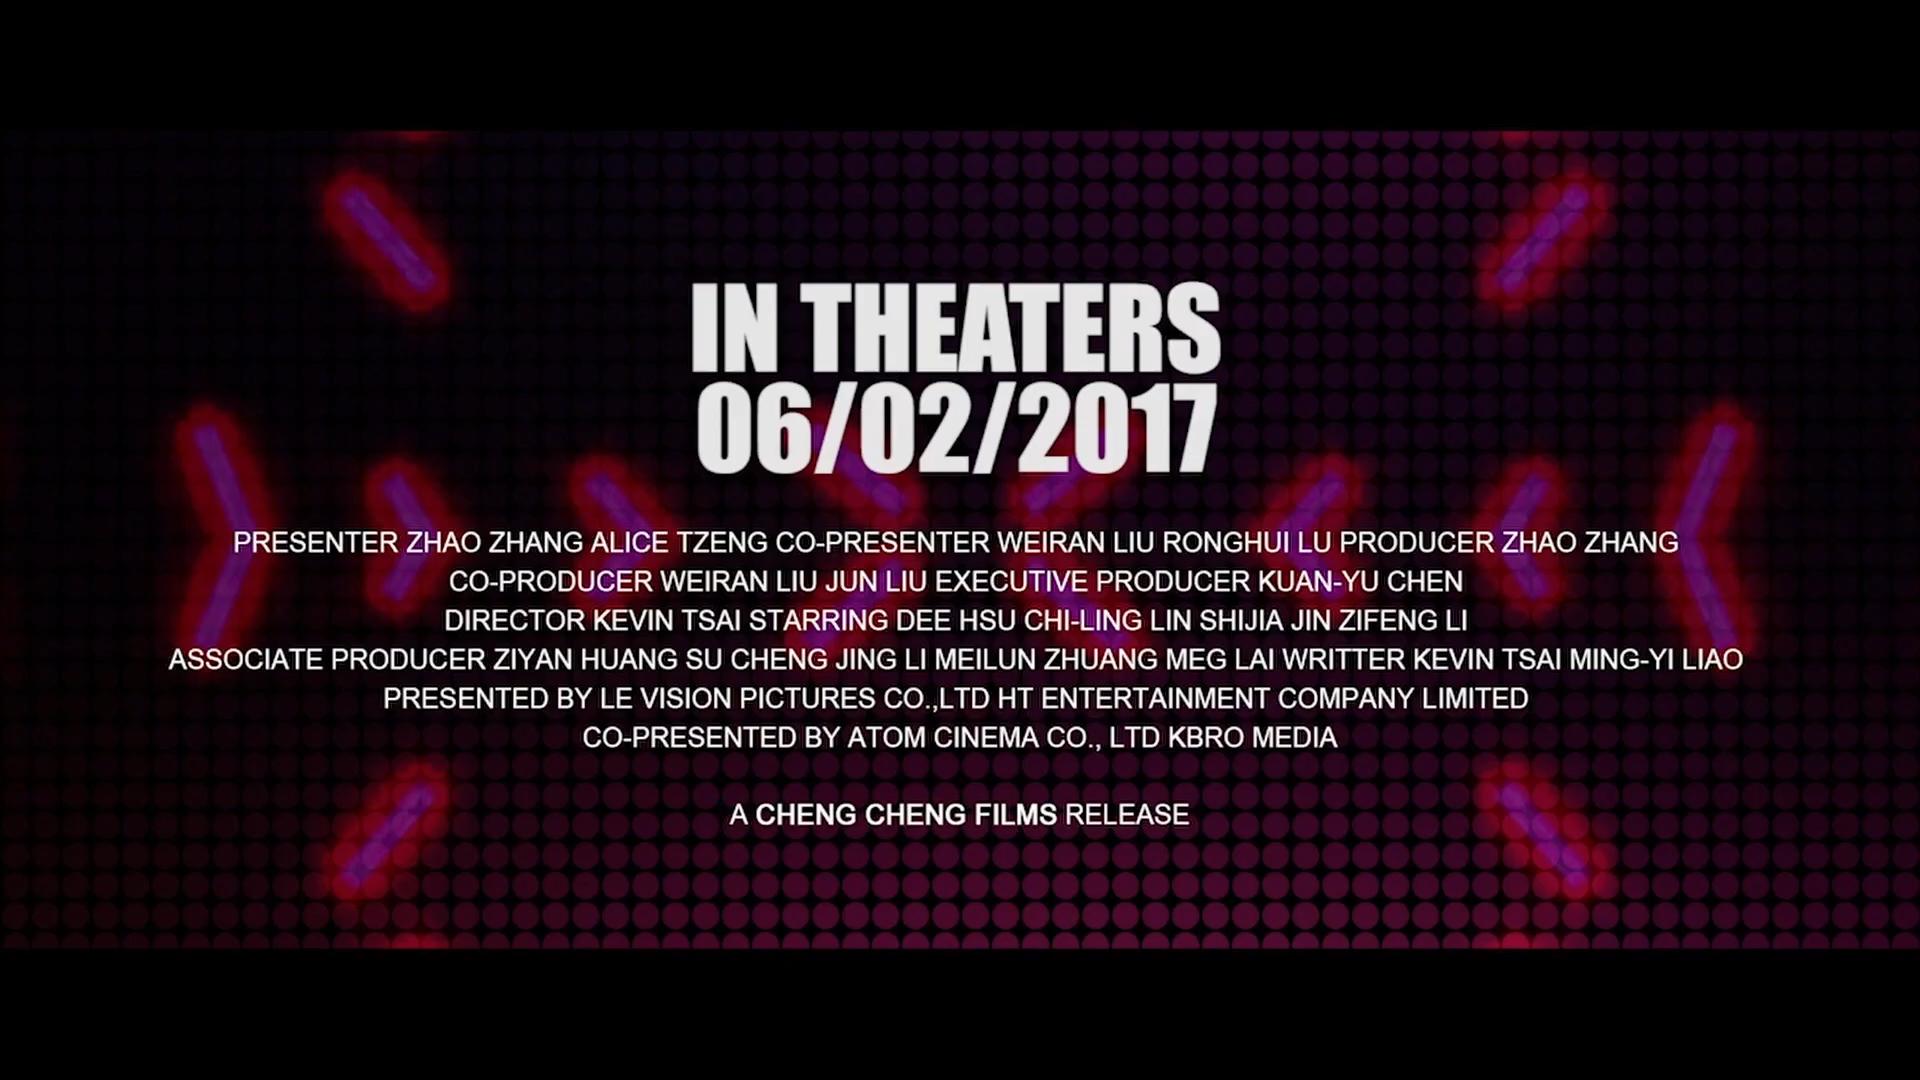 IN THEATERS
06/02/2017
PRESENTER ZHAO ZHANG ALICE TZENG CO-PRESENTER WEIRAN LIU RONGHUI LU PRODUCER ZHAO ZHANG
CO-PRODUCER WEIRAN LIU JUN LIU EXECUTIVE PRODUCER KUAN-YU CHEN
DIRECTOR KEVIN TSAI STARRING DEE HSU CHI-LING LIN SHIJIA JIN ZIFENG LI
ASSOCIATE PRODUCER ZIYAN HUANG SU CHENG JING LI MEILUN ZHUANG MEG LAI WRITTER KEVIN TSAI MING-YI LIAO
PRESENTED BY LE VISION PICTURES CO.,LTD HT ENTERTAINMENT COMPANY LIMITED
CO-PRESENTED BY ATOM CINEMA CO., LTD KBRO MEDIA
A CHENG CHENG FILMS RELEASE